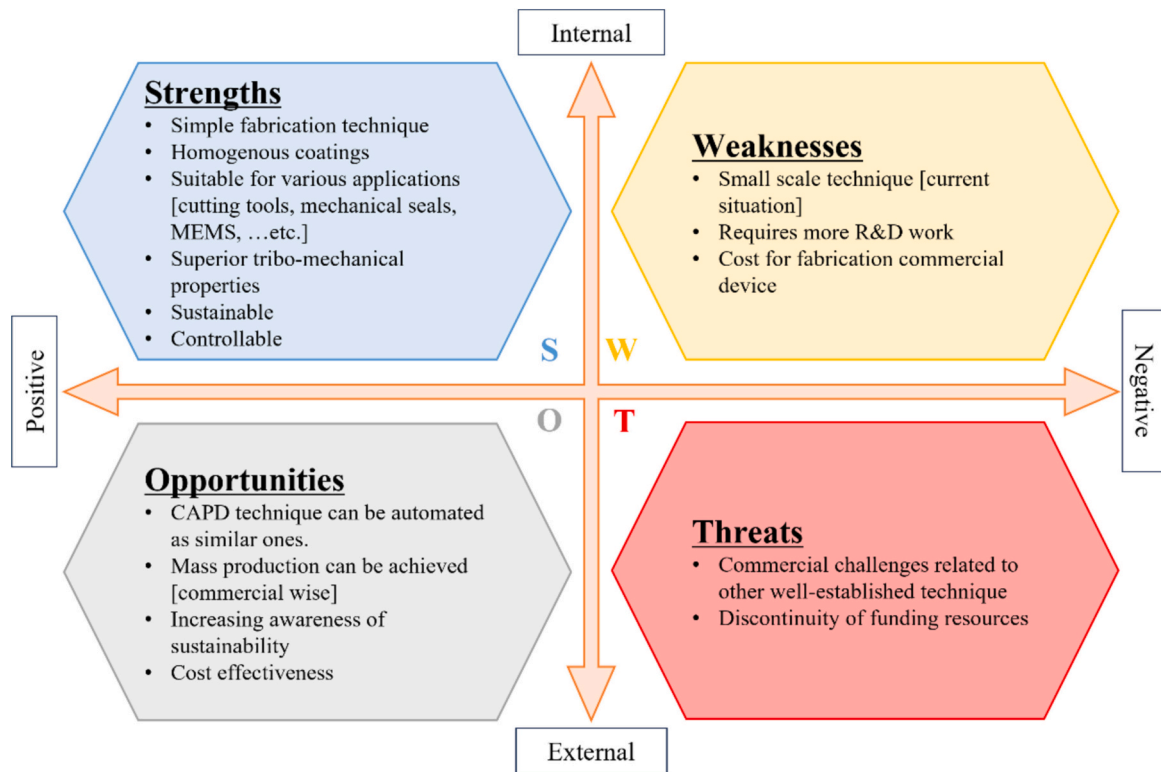 Internal
Strengths
• Simple fabrication technique
• Homogenous coatings
• Suitable for various applications
[cutting tools, mechanical seals,
MEMS, …etc.]
• Superior tribo-mechanical
properties
• Sustainable
• Controllable
Weaknesses
• Small scale technique [current
situation]
• Requires more R&D work
• Cost for fabrication commercial
device
S
W
Positive
Negative
O
T
Opportunities
• CAPD technique can be automated
as similar ones.
• Mass production can be achieved
[commercial wise]
• Increasing awareness of
sustainability
• Cost effectiveness
Threats
• Commercial challenges related to
other well-established technique
• Discontinuity of funding resources
External